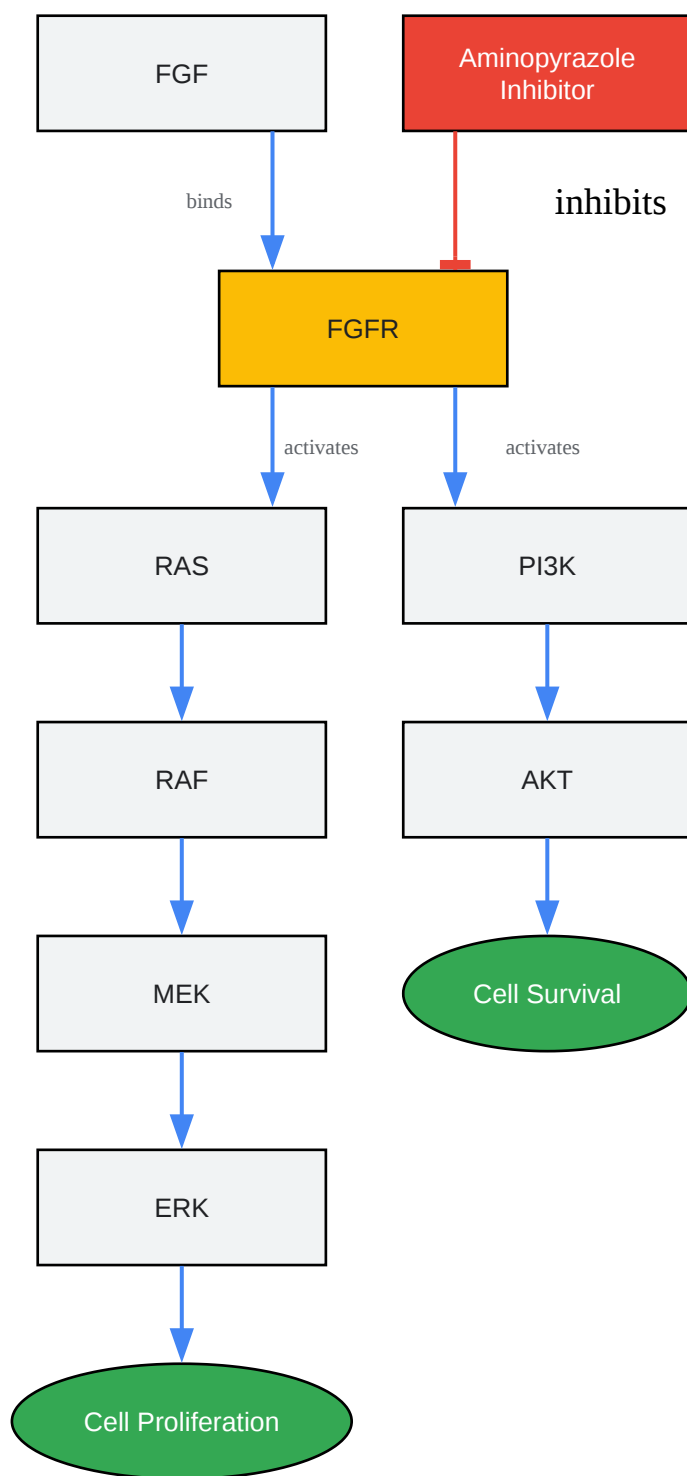 FGF
Aminopyrazole
Inhibitor
binds
inhibits
FGFR
activates
activates
RAS
PI3K
RAF
AKT
MEK
Cell Survival
ERK
Cell Proliferation